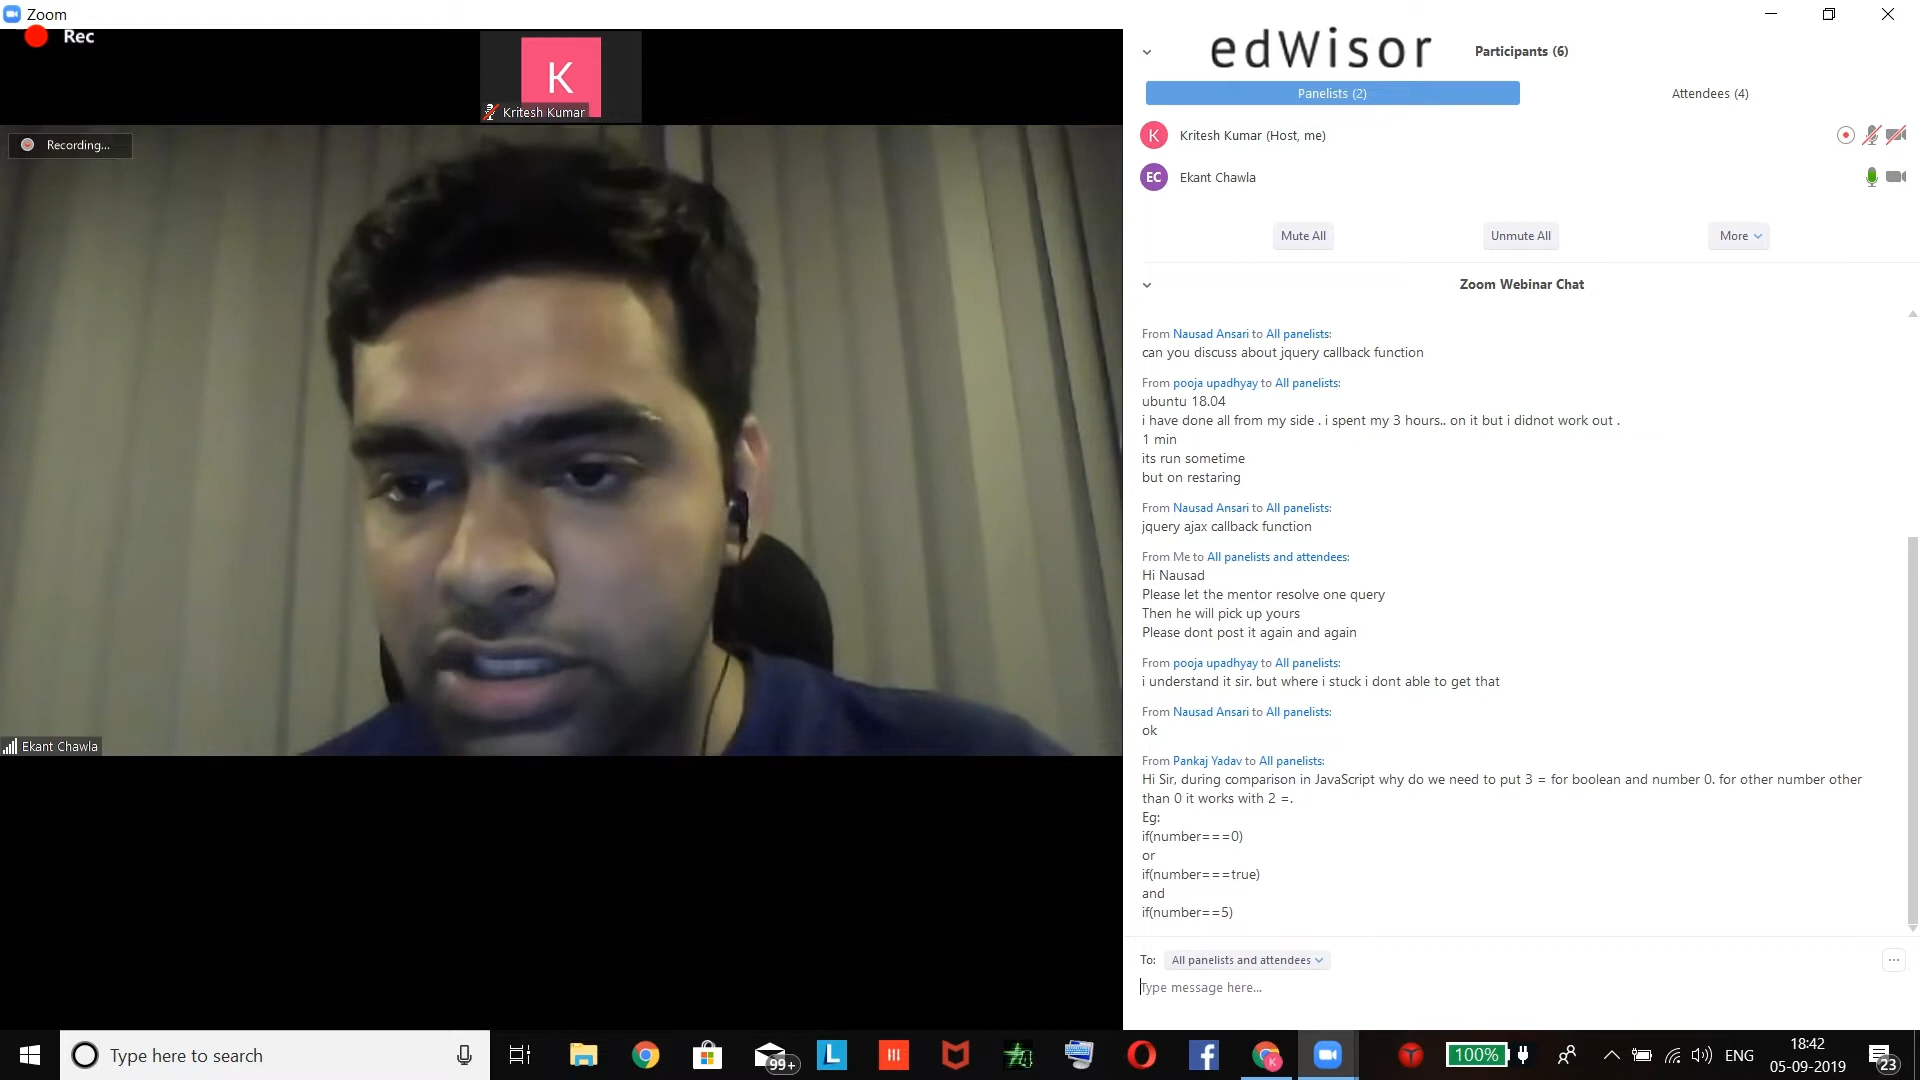 Zoom
Rec
K
Kritesh Kumar
Recording...
Ekant Chawla
edWisor
Participants (6)
Panelists (2)
Attendees (4)
K
Kritesh Kumar (Host, me)
EC
Ekant Chawla
Mute All
Unmute All
More
Zoom Webinar Chat
From Nausad Ansari to All panelists:
can you discuss about jquery callback function
From pooja upadhyay to All panelists:
ubuntu 18.04
i have done all from my side . i spent my 3 hours.. on it but i didnot work out .
1 min
its run sometime
but on restaring
From Nausad Ansari to All panelists:
jquery ajax callback function
From Me to All panelists and attendees:
Hi Nausad
Please let the mentor resolve one query
Then he will pick up yours
Please dont post it again and again
From pooja upadhyay to All panelists:
i understand it sir. but where i stuck i dont able to get that
From Nausad Ansari to All panelists:
ok
From Pankaj Yadav to All panelists:
Hi Sir, during comparison in JavaScript why do we need to put 3 = for boolean and number 0. for other number other
than 0 it works with 2 =.
Eg:
if(number===0)
or
if(number===true)
and
if(number==5)
To: All panelists and attendees
...
Type message here...
Type here to search
99+
L
K
100%
ENG
18:42
05-09-2019
23